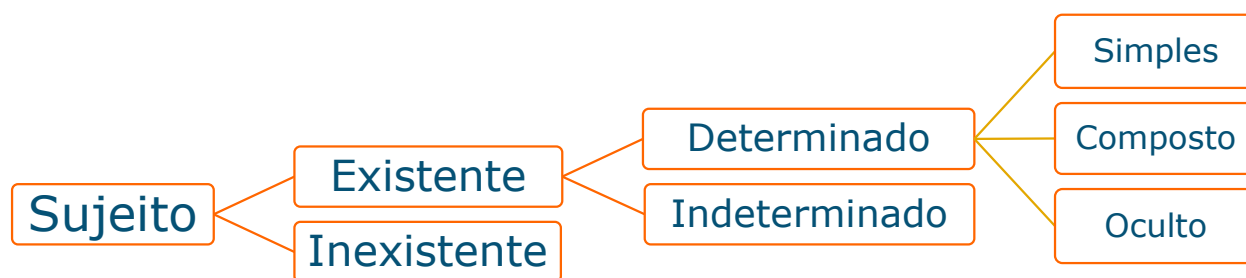 Sujeito
Existente
Inexistente
Determinado
Indeterminado
Simples
Composto
Oculto